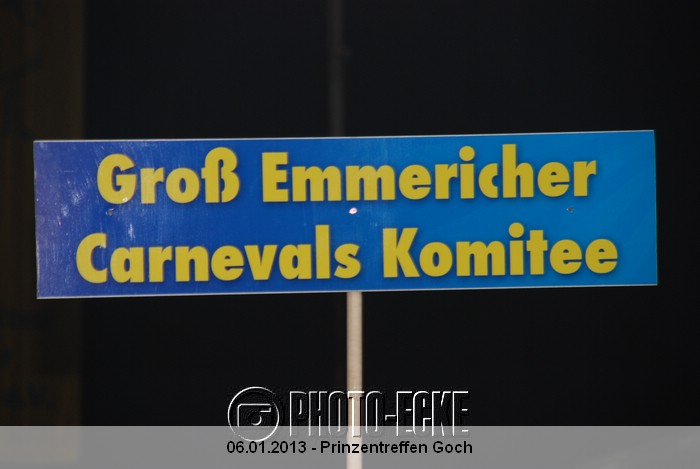 Groß Emmericher
Carnevals Komitee
PHOTO-ECKE
06.01.2013 - Prinzentreffen Goch